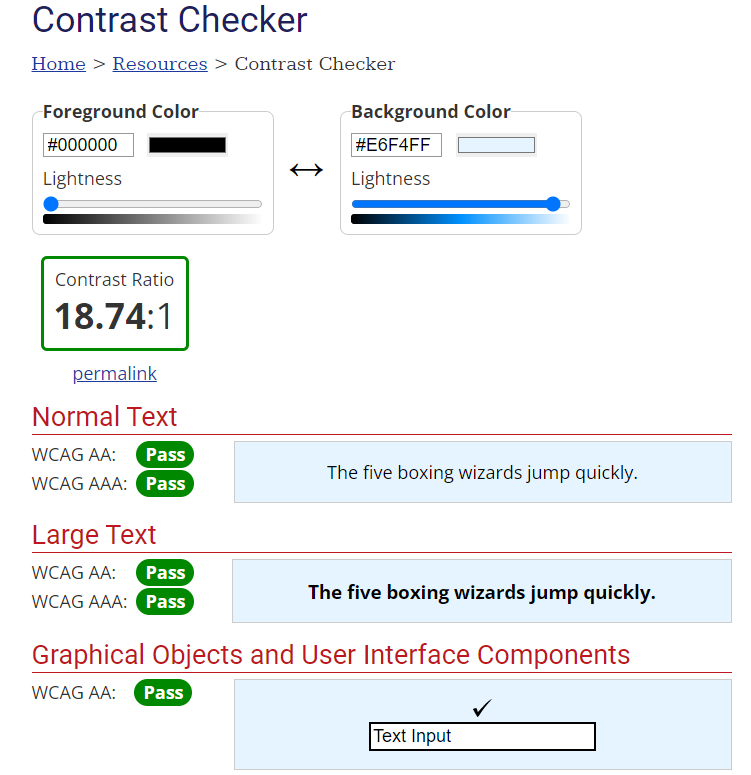 Contrast Checker
Home > Resources > Contrast Checker
Foreground Color
#000000
Lightness
Background Color
#E6F4FF
Lightness
Contrast Ratio
18.74:1
permalink
Normal Text
WCAG AA: Pass
WCAG AAA: Pass
The five boxing wizards jump quickly.
Large Text
WCAG AA: Pass
WCAG AAA: Pass
The five boxing wizards jump quickly.
Graphical Objects and User Interface Components
WCAG AA: Pass
Text Input